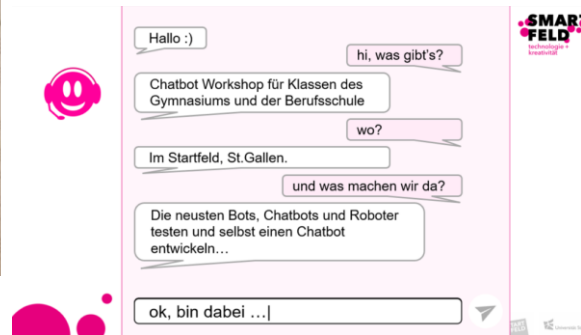 Hallo :)
hi, was gibt's?
Chatbot Workshop für Klassen des
Gymnasiums und der Berufsschule
wo?
Im Startfeld, St.Gallen.
und was machen wir da?
Die neusten Bots, Chatbots und Roboter
testen und selbst einen Chatbot
entwickeln…
ok, bin dabei …|
SMART
FELD
technologie +
kreativität